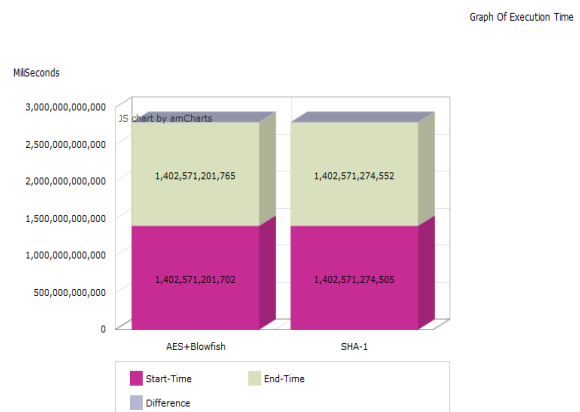 Graph Of Execution Time
MiliSeconds
3,000,000,000,000
JS chart by amCharts
2,500,000,000,000
2,000,000,000,000
1,500,000,000,000
1,000,000,000,000
500,000,000,000
0
1,402,571,201,765
1,402,571,274,552
1,402,571,201,702
1,402,571,274,505
AES+Blowfish
SHA-1
Start-Time
End-Time
Difference